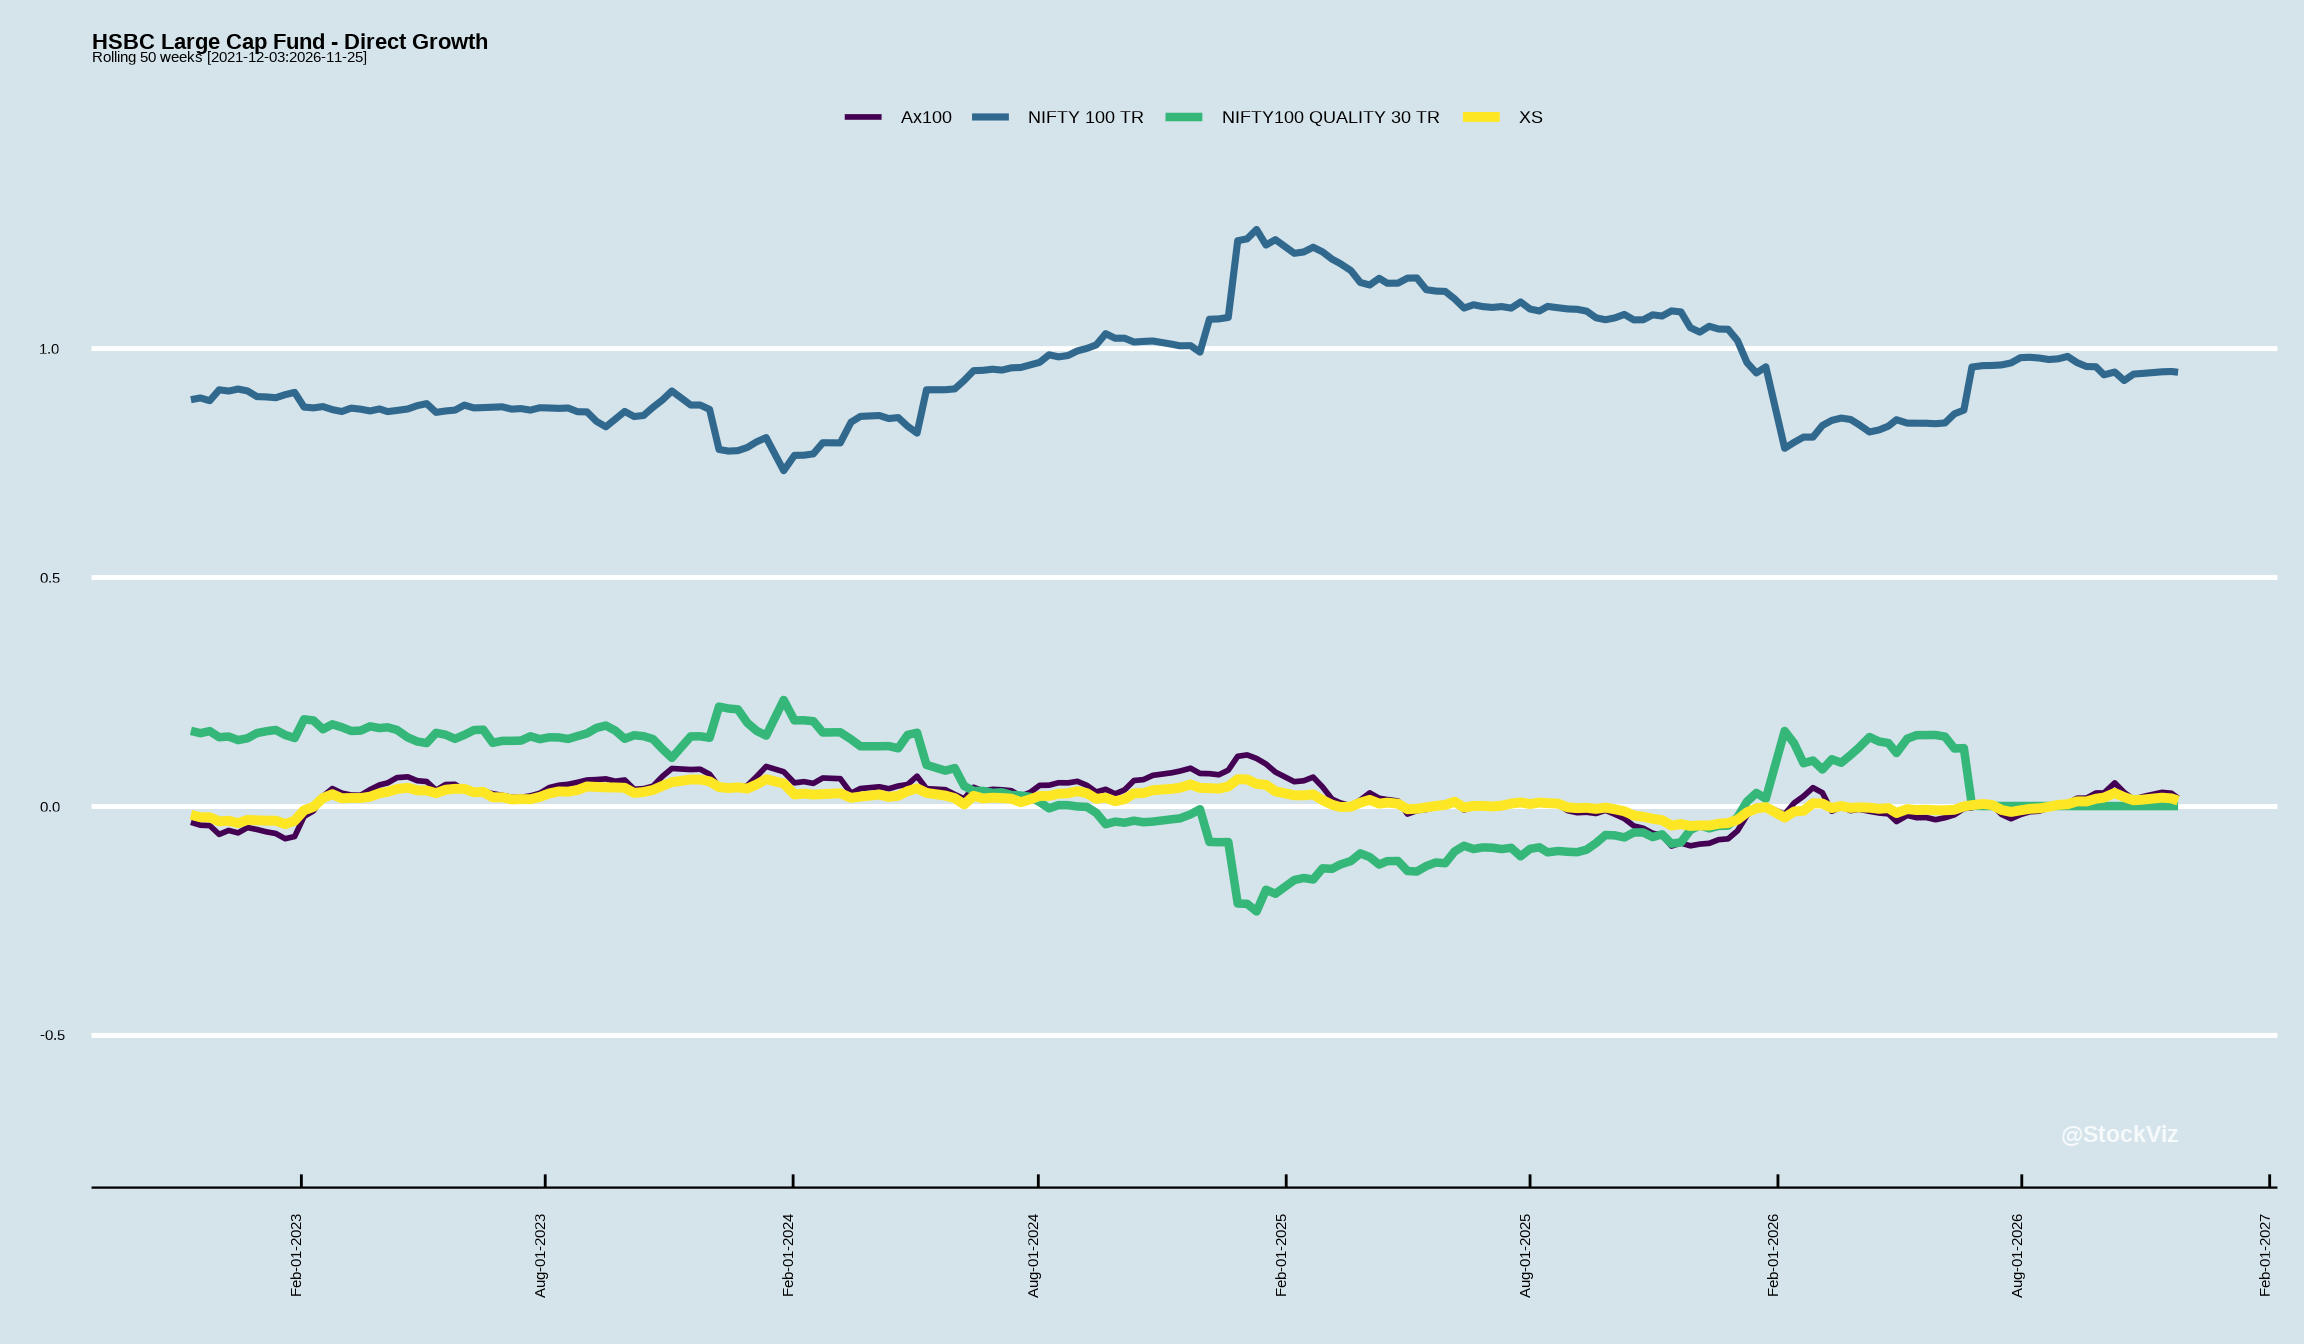 HSBC Large Cap Fund - Direct Growth
Rolling 50 weeks [2021-12-03:2026-11-25]
Ax100 NIFTY 100 TR NIFTY100 QUALITY 30 TR XS
1.0
0.5
0.0
-0.5
@StockViz
Feb-01-2023
Aug-01-2023
Feb-01-2024
Aug-01-2024
Feb-01-2025
Aug-01-2025
Feb-01-2026
Aug-01-2026
Feb-01-2027